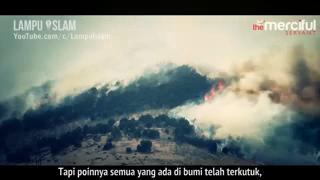 LAMPU ISLAM
YouTube.com/c/LampuIslam
the merciful
SERVANT
Tapi poinnya semua yang ada di bumi telah terkutuk,